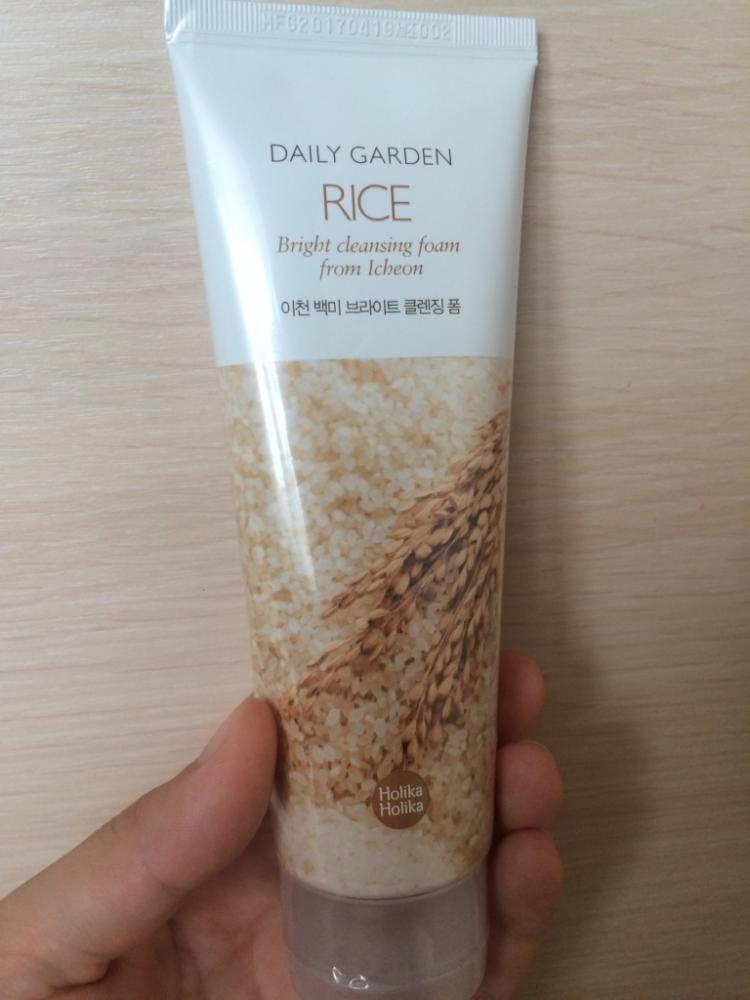 DAILY GARDEN
RICE
Bright cleansing foam
from Icheon
이천 백미 브라이트 클렌징 폼
Holika
Holika